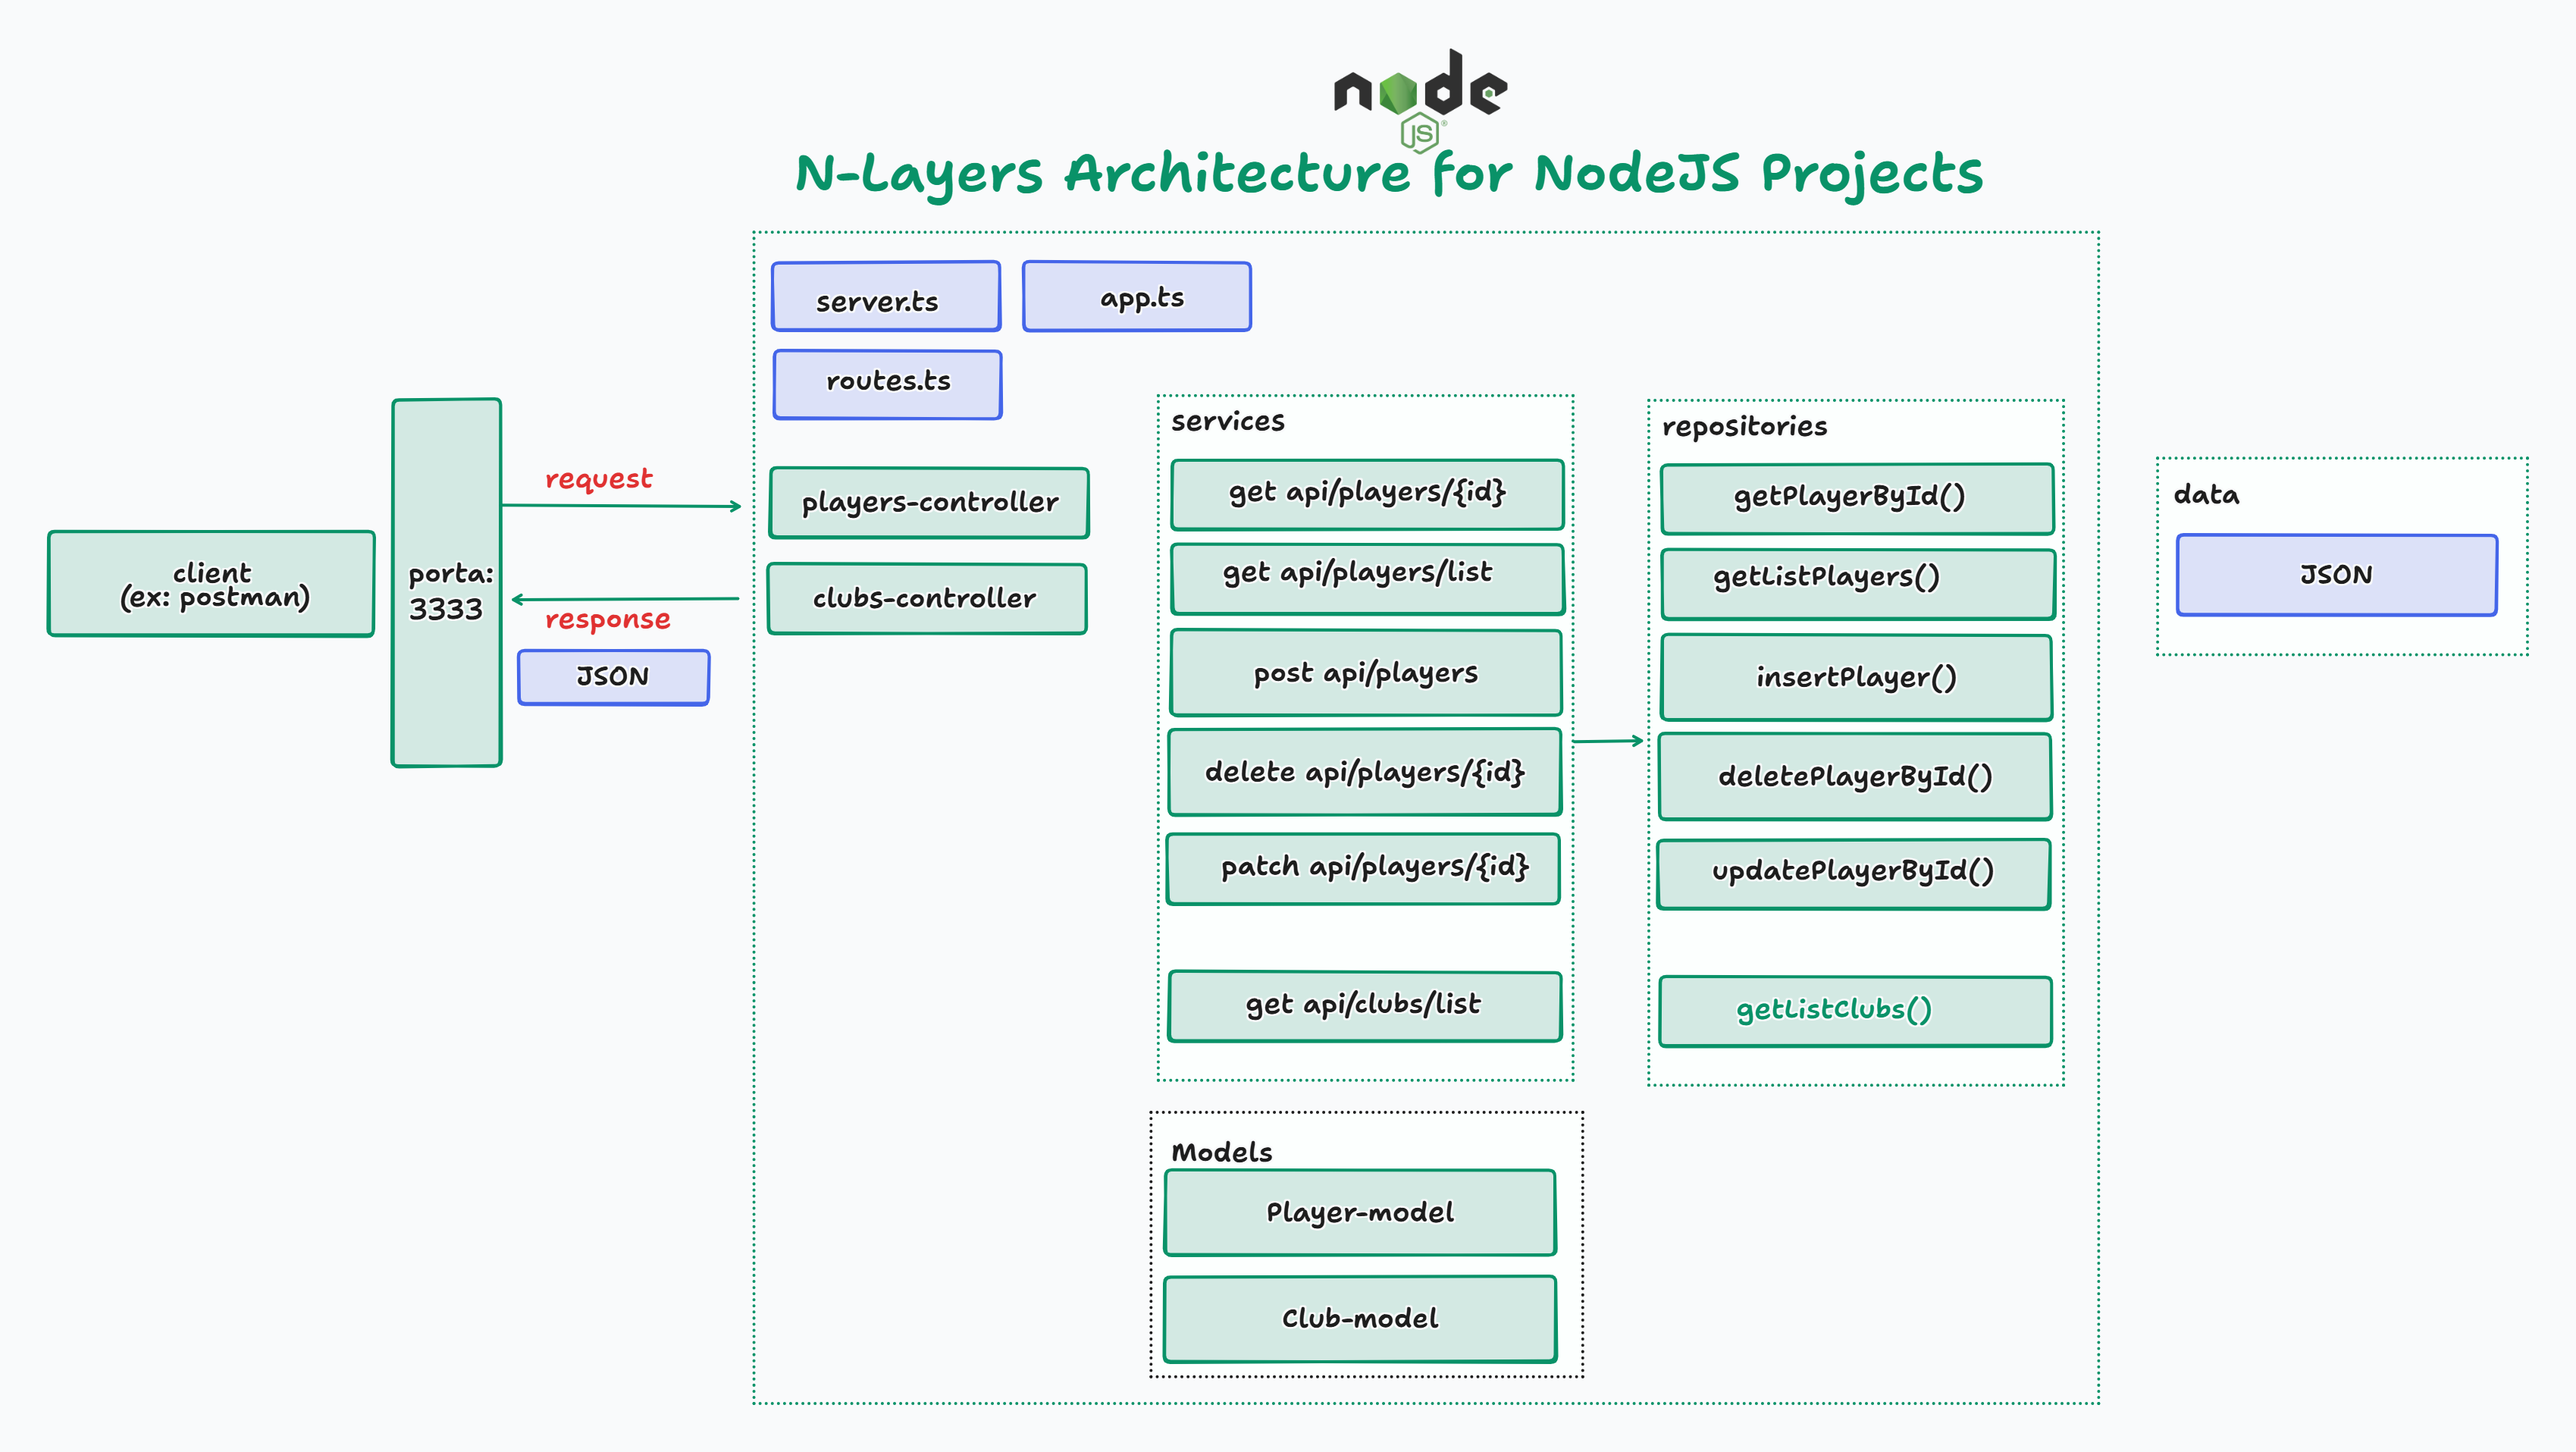 node
JS
®
N-Layers Architecture for NodeJS Projects
server.ts
app.ts
routes.ts
players-controller
clubs-controller
client
(ex: postman)
porta:
3333
request
response
JSON
services
get api/players/{id}
get api/players/list
post api/players
delete api/players/{id}
patch api/players/{id}
get api/clubs/list
repositories
getPlayerById()
getListPlayers()
insertPlayer()
deletePlayerById()
updatePlayerById()
getListClubs()
data
JSON
Models
Player-model
Club-model